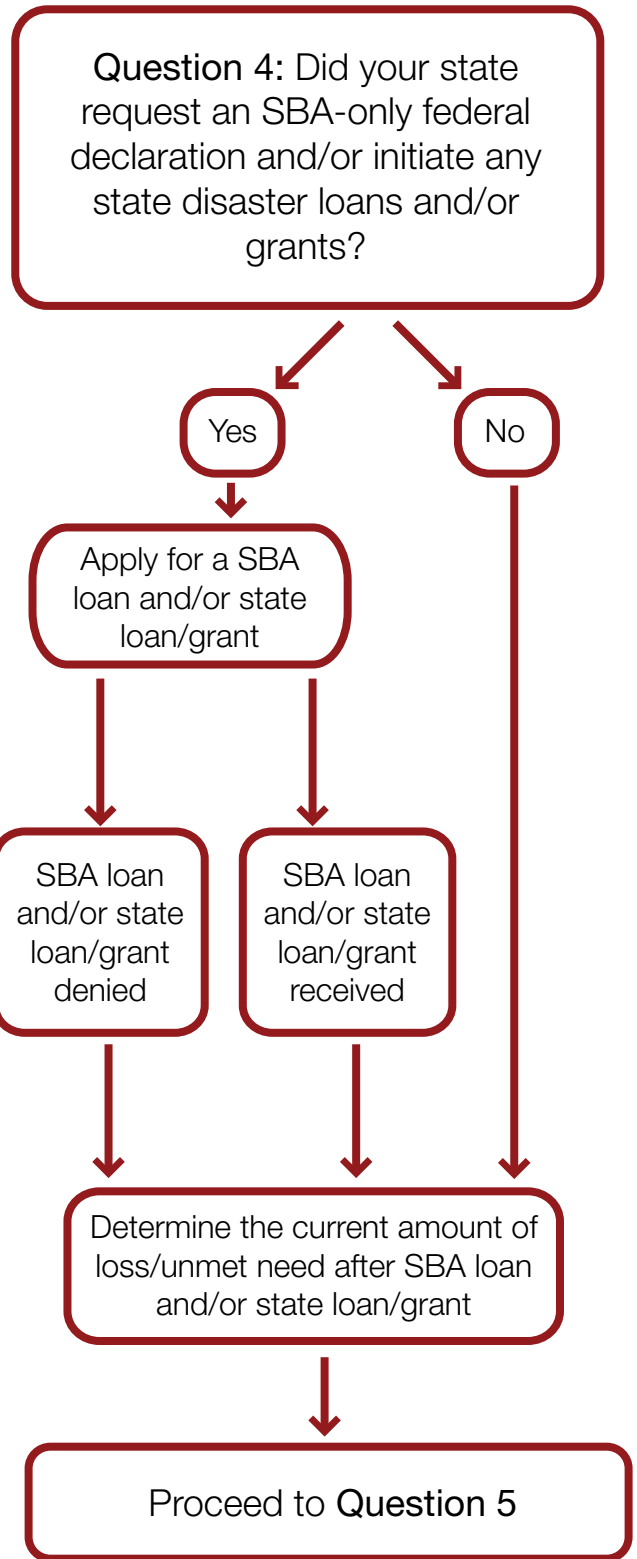 Question 4: Did your state
request an SBA-only federal
declaration and/or initiate any
state disaster loans and/or
grants?
Yes
No
Apply for a SBA
loan and/or state
loan/grant
SBA loan
and/or state
loan/grant
denied
SBA loan
and/or state
loan/grant
received
Determine the current amount of
loss/unmet need after SBA loan
and/or state loan/grant
Proceed to Question 5